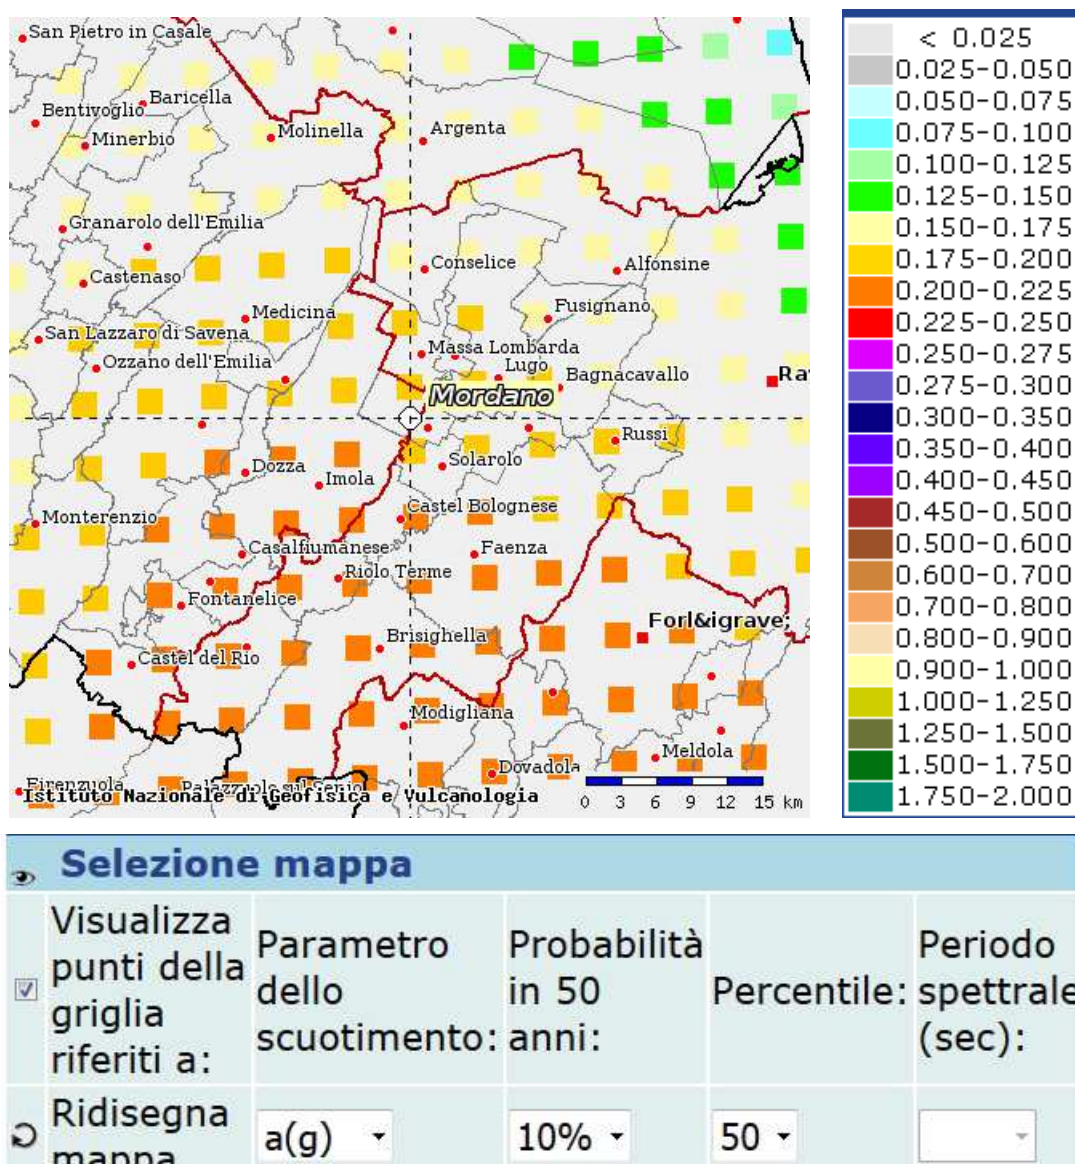 San Pietro in Casale
Baricella
Bentivoglio
Minerbio
Molinella
Argenta
Granarolo dell'Emilia
Castenaso
Conselice
Alfonsine
Medicina
Fusignano
San Lazzaro di Savena
Massa Lombarda
Ozzano dell'Emilia
Lugo
Bagnacavallo
Ra
Mordano
Russi
Dozza
Solarolo
Imola
Castel Bolognese
Monterenzio
Casalfiumanese
Faenza
Riolo Terme
Fontanelice
Forl&igrave;
Brisighella
Castel del Rio
Modigliana
Meldola
Dovadola
Firenzuola
Palazzuolo sul Senio
Istituto Nazionale di Geofisica e Vulcanologia
0 3 6 9 12 15 km
< 0.025
0.025-0.050
0.050-0.075
0.075-0.100
0.100-0.125
0.125-0.150
0.150-0.175
0.175-0.200
0.200-0.225
0.225-0.250
0.250-0.275
0.275-0.300
0.300-0.350
0.350-0.400
0.400-0.450
0.450-0.500
0.500-0.600
0.600-0.700
0.700-0.800
0.800-0.900
0.900-1.000
1.000-1.250
1.250-1.500
1.500-1.750
1.750-2.000
Selezione mappa
Visualizza
punti della
griglia
riferiti a:
Parametro
dello
scuotimento:
Probabilità
in 50
anni:
Percentile:
Periodo
spettrale
(sec):
Ridisegna
mappa
a(g)
10%
50